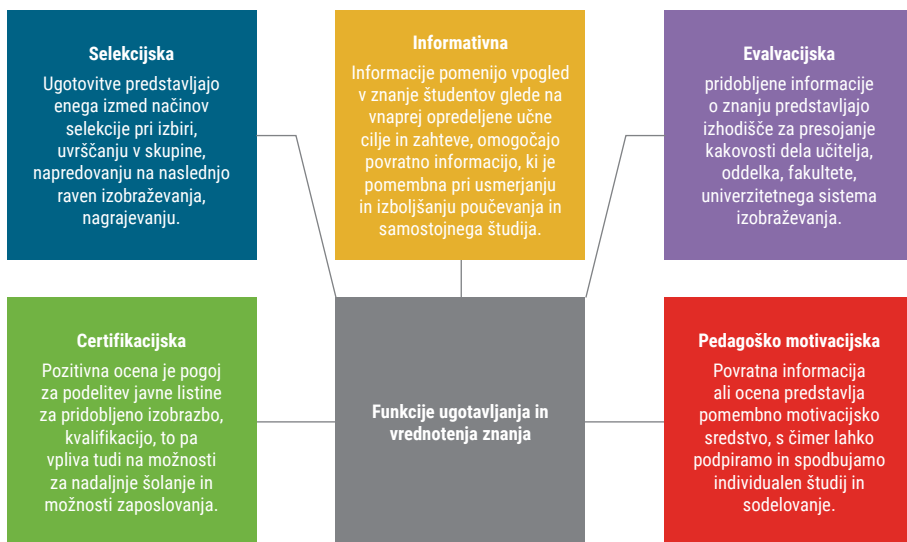 Selekcijska
Ugotovitve predstavljajo
enega izmed načinov
selekcije pri izbiri,
uvrščanju v skupine,
napredovanju na naslednjo
raven izobraževanja,
nagrajevanju.
Informativna
Informacije pomenijo vpogled
v znanje študentov glede na
vnaprej opredeljene učne
cilje in zahteve, omogočajo
povratno informacijo, ki je
pomembna pri usmerjanju
in izboljšanju poučevanja in
samostojnega študija.
Evalvacijska
pridobljene informacije
o znanju predstavljajo
izhodišče za presojanje
kakovosti dela učitelja,
oddelka, fakultete,
univerzitetnega sistema
izobraževanja.
Certifikacijska
Pozitivna ocena je pogoj
za podelitev javne listine
za pridobljeno izobrazbo,
kvalifikacijo, to pa
vpliva tudi na možnosti
za nadaljnje šolanje in
možnosti zaposlovanja.
Funkcije ugotavljanja in
vrednotenja znanja
Pedagoško motivacijska
Povratna informacija
ali ocena predstavlja
pomembno motivacijsko
sredstvo, s čimer lahko
podpiramo in spodbujamo
individualen študij in
sodelovanje.